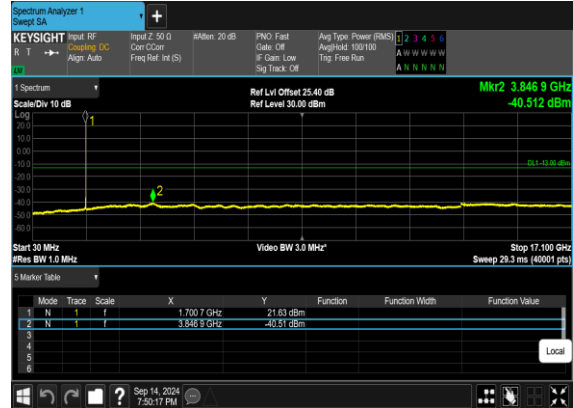 Spectrum Analyzer 1
Swept SA
+
KEYSIGHT Input: RF Input Z: 50 Ω #Atten: 20 dB PNO: Fast Avg Type: Power (RMS) 1 2 3 4 5 6
R T Coupling: DC Corr CCorr Gate: Off Avg|Hold: 100/100 A W W W W W
Align: Auto Freq Ref: Int (S) IF Gain: Low Trig: Free Run
LM Sig Track: Off A N N N N N
1 Spectrum Ref Lvl Offset 25.40 dB Mkr2 3.846 9 GHz
Scale/Div 10 dB Ref Level 30.00 dBm -40.512 dBm
Log
20.0
10.0
0.00
-10.0
-20.0
-30.0
-40.0
-50.0
-60.0
1
DL1 -13.00 dBm
2
Start 30 MHz Video BW 3.0 MHz* Stop 17.100 GHz
#Res BW 1.0 MHz Sweep 29.3 ms (40001 pts)
5 Marker Table
Mode Trace Scale X Y Function Function Width Function Value
1 N 1 f 1.700 7 GHz 21.63 dBm
2 N 1 f 3.846 9 GHz -40.51 dBm
3
4
5
6
Local
? Sep 14, 2024
7:50:17 PM